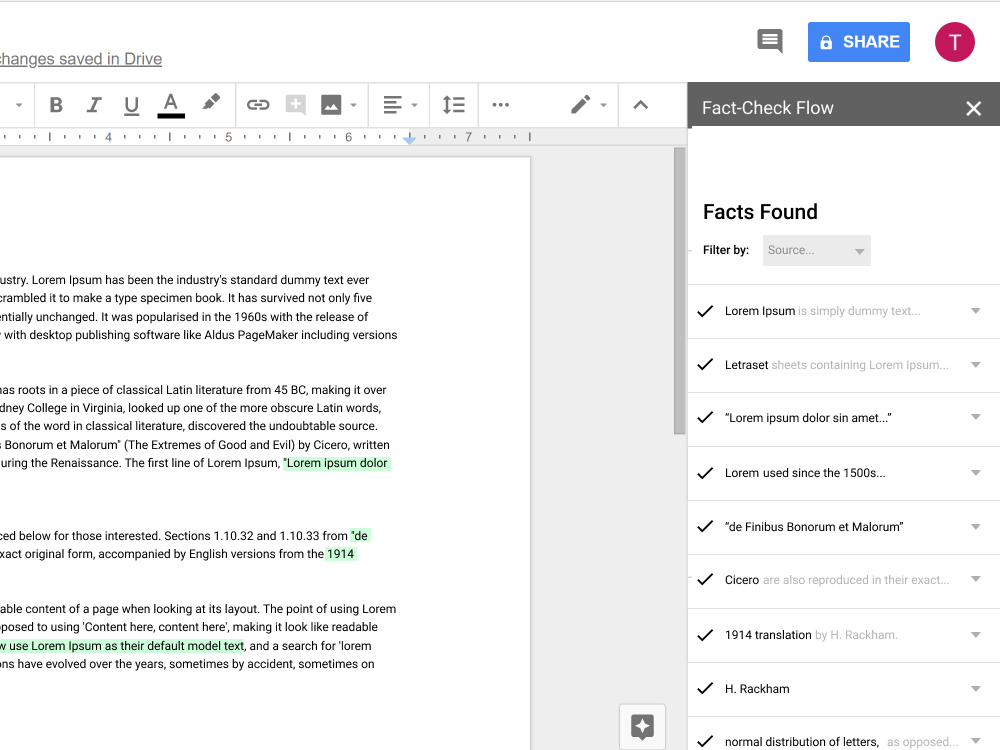 changes saved in Drive
SHARE
T
B I U A
4 5 6 7
Fact-Check Flow
Facts Found
Filter by: Source...
Lorem Ipsum is simply dummy text...
Letraset sheets containing Lorem Ipsum...
“Lorem ipsum dolor sin amet...”
Lorem used since the 1500s...
“de Finibus Bonorum et Malorum”
Cicero are also reproduced in their exact...
1914 translation by H. Rackham.
H. Rackham
normal distribution of letters, as opposed...
ustry. Lorem Ipsum has been the industry's standard dummy text ever
crambled it to make a type specimen book. It has survived not only five
entially unchanged. It was popularised in the 1960s with the release of
with desktop publishing software like Aldus PageMaker including versions
has roots in a piece of classical Latin literature from 45 BC, making it over
dney College in Virginia, looked up one of the more obscure Latin words,
s of the word in classical literature, discovered the undoubtable source.
s Bonorum et Malorum" (The Extremes of Good and Evil) by Cicero, written
uring the Renaissance. The first line of Lorem Ipsum, "Lorem ipsum dolor
ced below for those interested. Sections 1.10.32 and 1.10.33 from "de
xact original form, accompanied by English versions from the 1914
able content of a page when looking at its layout. The point of using Lorem
posed to using 'Content here, content here', making it look like readable
w use Lorem Ipsum as their default model text, and a search for 'lorem
ons have evolved over the years, sometimes by accident, sometimes on